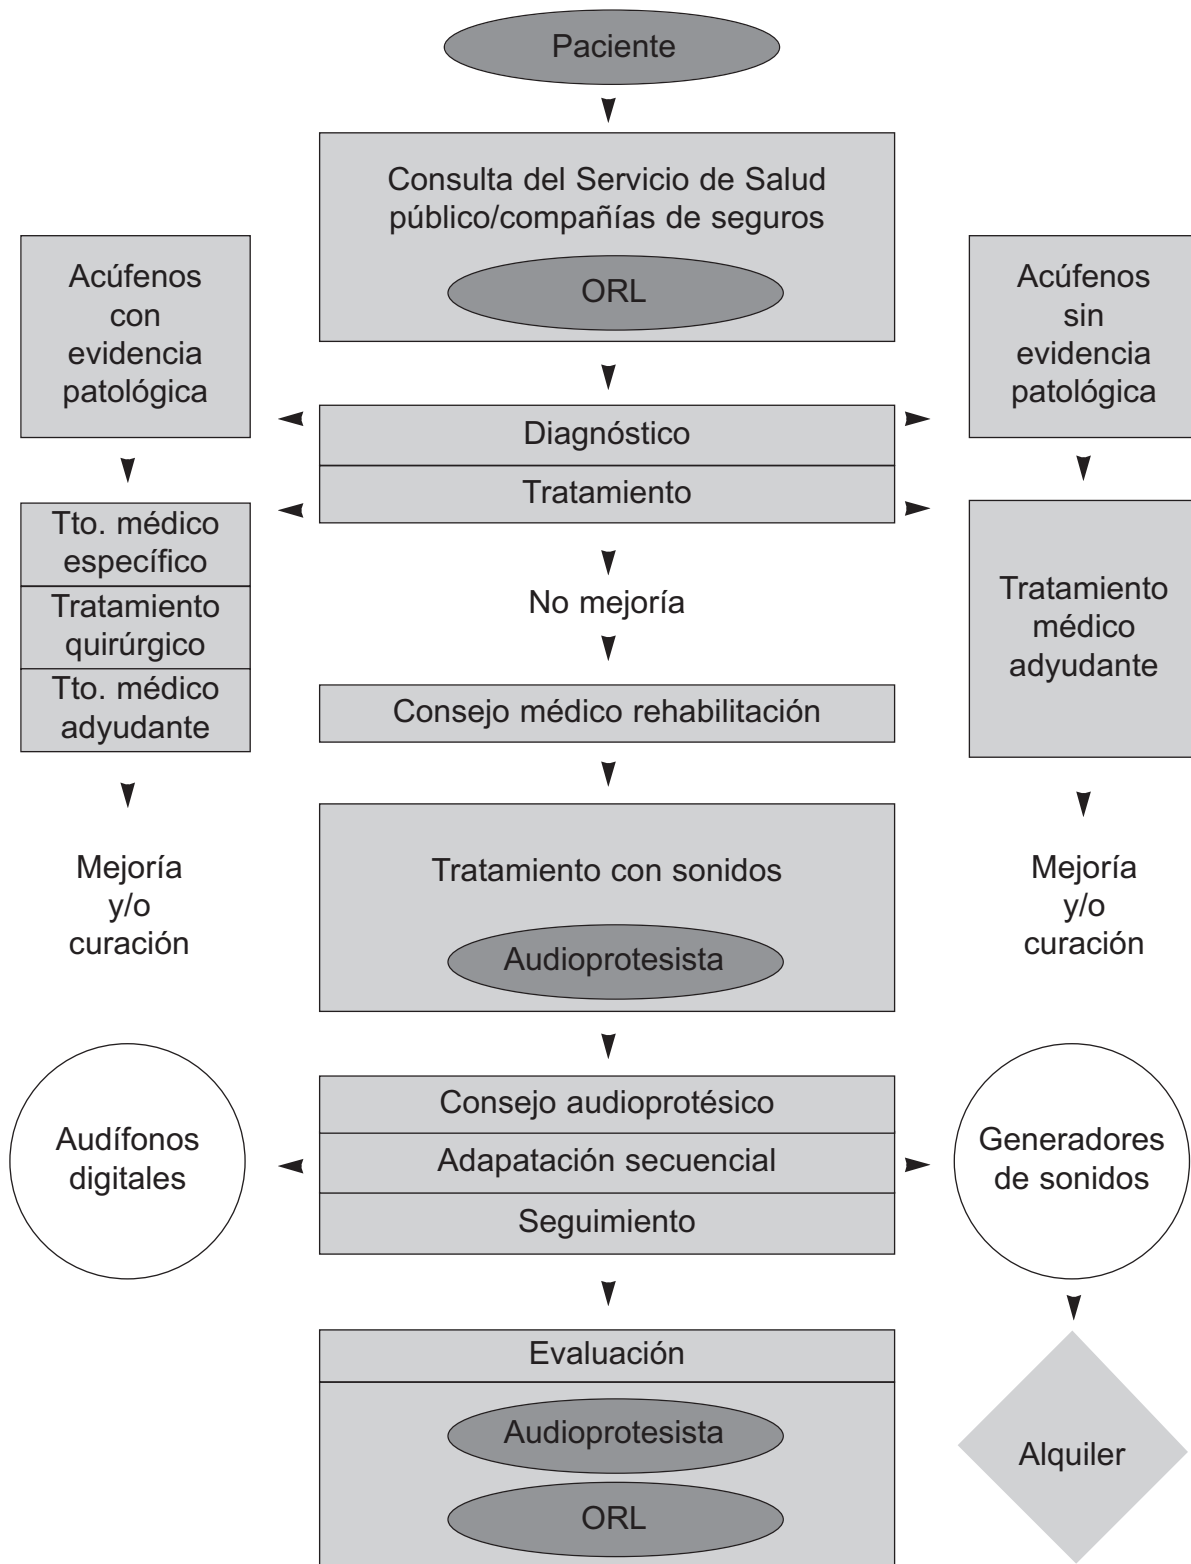 Paciente
Consulta del Servicio de Salud
público/compañías de seguros
ORL
Acúfenos
con
evidencia
patológica
Acúfenos
sin
evidencia
patológica
Diagnóstico
Tratamiento
Tto. médico
específico
Tratamiento
quirúrgico
Tto. médico
adyudante
No mejoría
Tratamiento
médico
adyudante
Consejo médico rehabilitación
Mejoría
y/o
curación
Tratamiento con sonidos
Audioprotesista
Mejoría
y/o
curación
Audífonos
digitales
Consejo audioprotésico
Adapatación secuencial
Seguimiento
Generadores
de sonidos
Evaluación
Audioprotesista
ORL
Alquiler